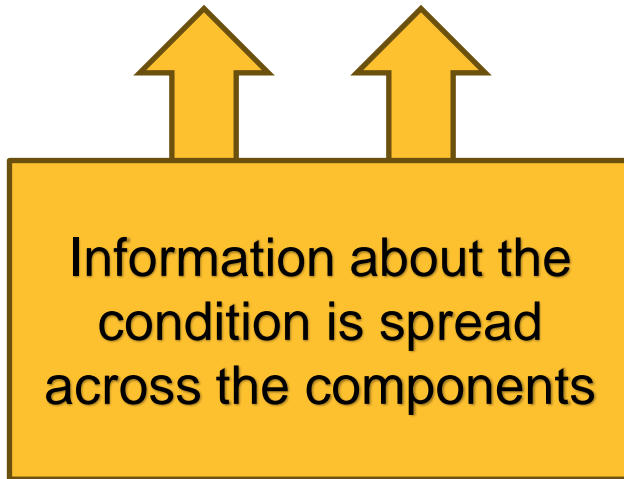 Information about the
condition is spread
across the components